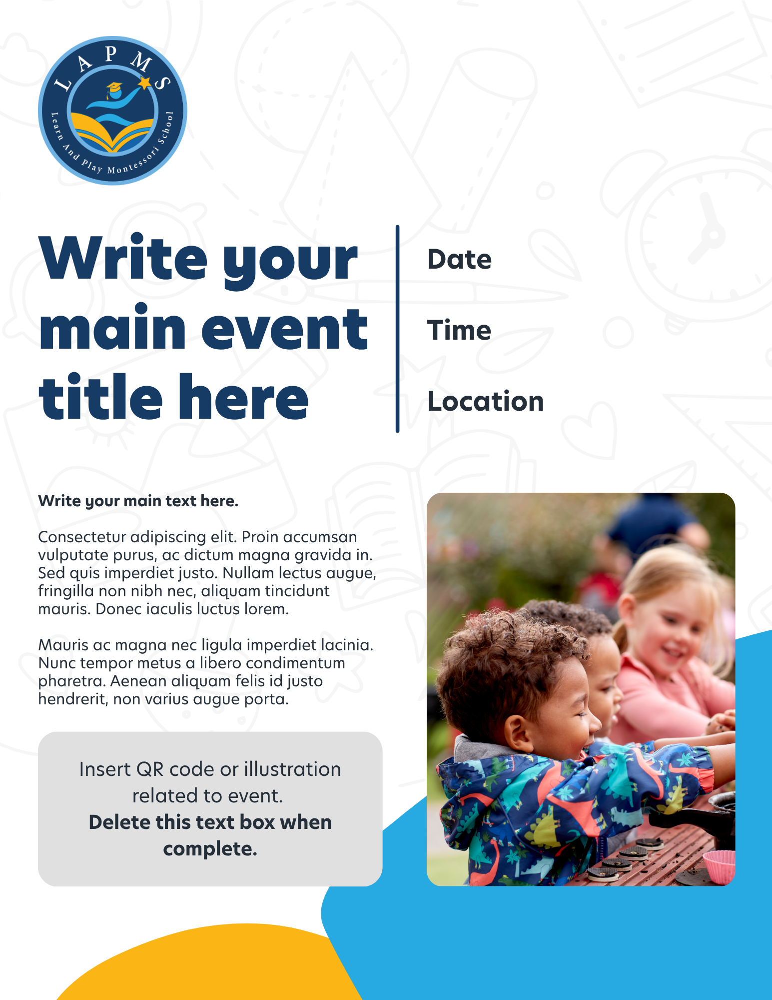 L A P M S
Learn And Play Montessori School
Write your
main event
title here
Date
Time
Location
Write your main text here.
Consectetur adipiscing elit. Proin accumsan
vulputate purus, ac dictum magna gravida in.
Sed quis imperdiet justo. Nullam lectus augue,
fringilla non nibh nec, aliquam tincidunt
mauris. Donec iaculis luctus lorem.
Mauris ac magna nec ligula imperdiet lacinia.
Nunc tempor metus a libero condimentum
pharetra. Aenean aliquam felis id justo
hendrerit, non varius augue porta.
Insert QR code or illustration
related to event.
Delete this text box when
complete.